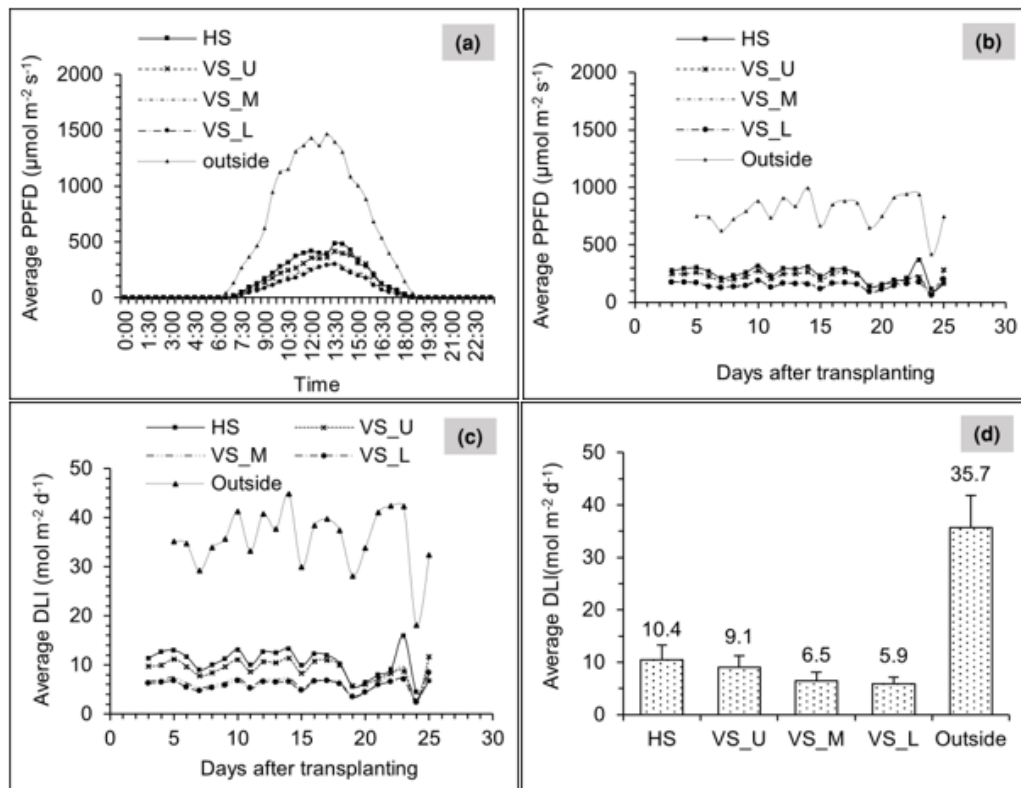 HS
VS_U
VS_M
VS_L
outside
(a)
Average PPFD (µmol m-2 s-1)
2000
1500
1000
500
0
0:00
1:30
3:00
4:30
6:00
7:30
9:00
10:30
12:00
13:30
15:00
16:30
18:00
19:30
21:00
22:30
Time
HS
VS_U
VS_M
VS_L
Outside
(b)
Average PPFD (µmol m-2 s-1)
2000
1500
1000
500
0
0 5 10 15 20 25 30
Days after transplanting
HS VS_U
VS_M VS_L
Outside
(c)
Average DLI (mol m-2 d-1)
50
40
30
20
10
0
0 5 10 15 20 25 30
Days after transplanting
(d)
Average DLI(mol m-2 d-1)
50
40
30
20
10
0
10.4
9.1
6.5
5.9
35.7
HS VS_U VS_M VS_L Outside